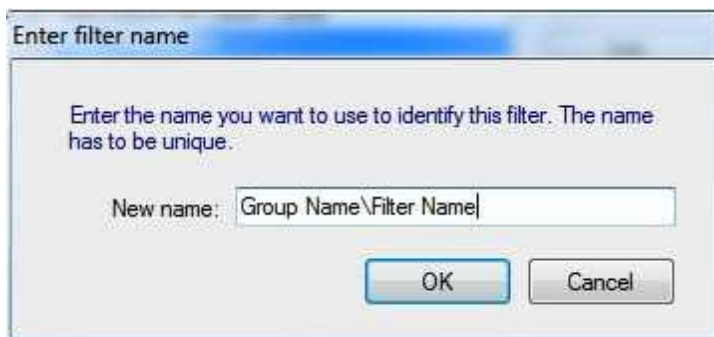 Enter filter name
Enter the name you want to use to identify this filter. The name
has to be unique.
New name: Group Name\Filter Name
OK Cancel